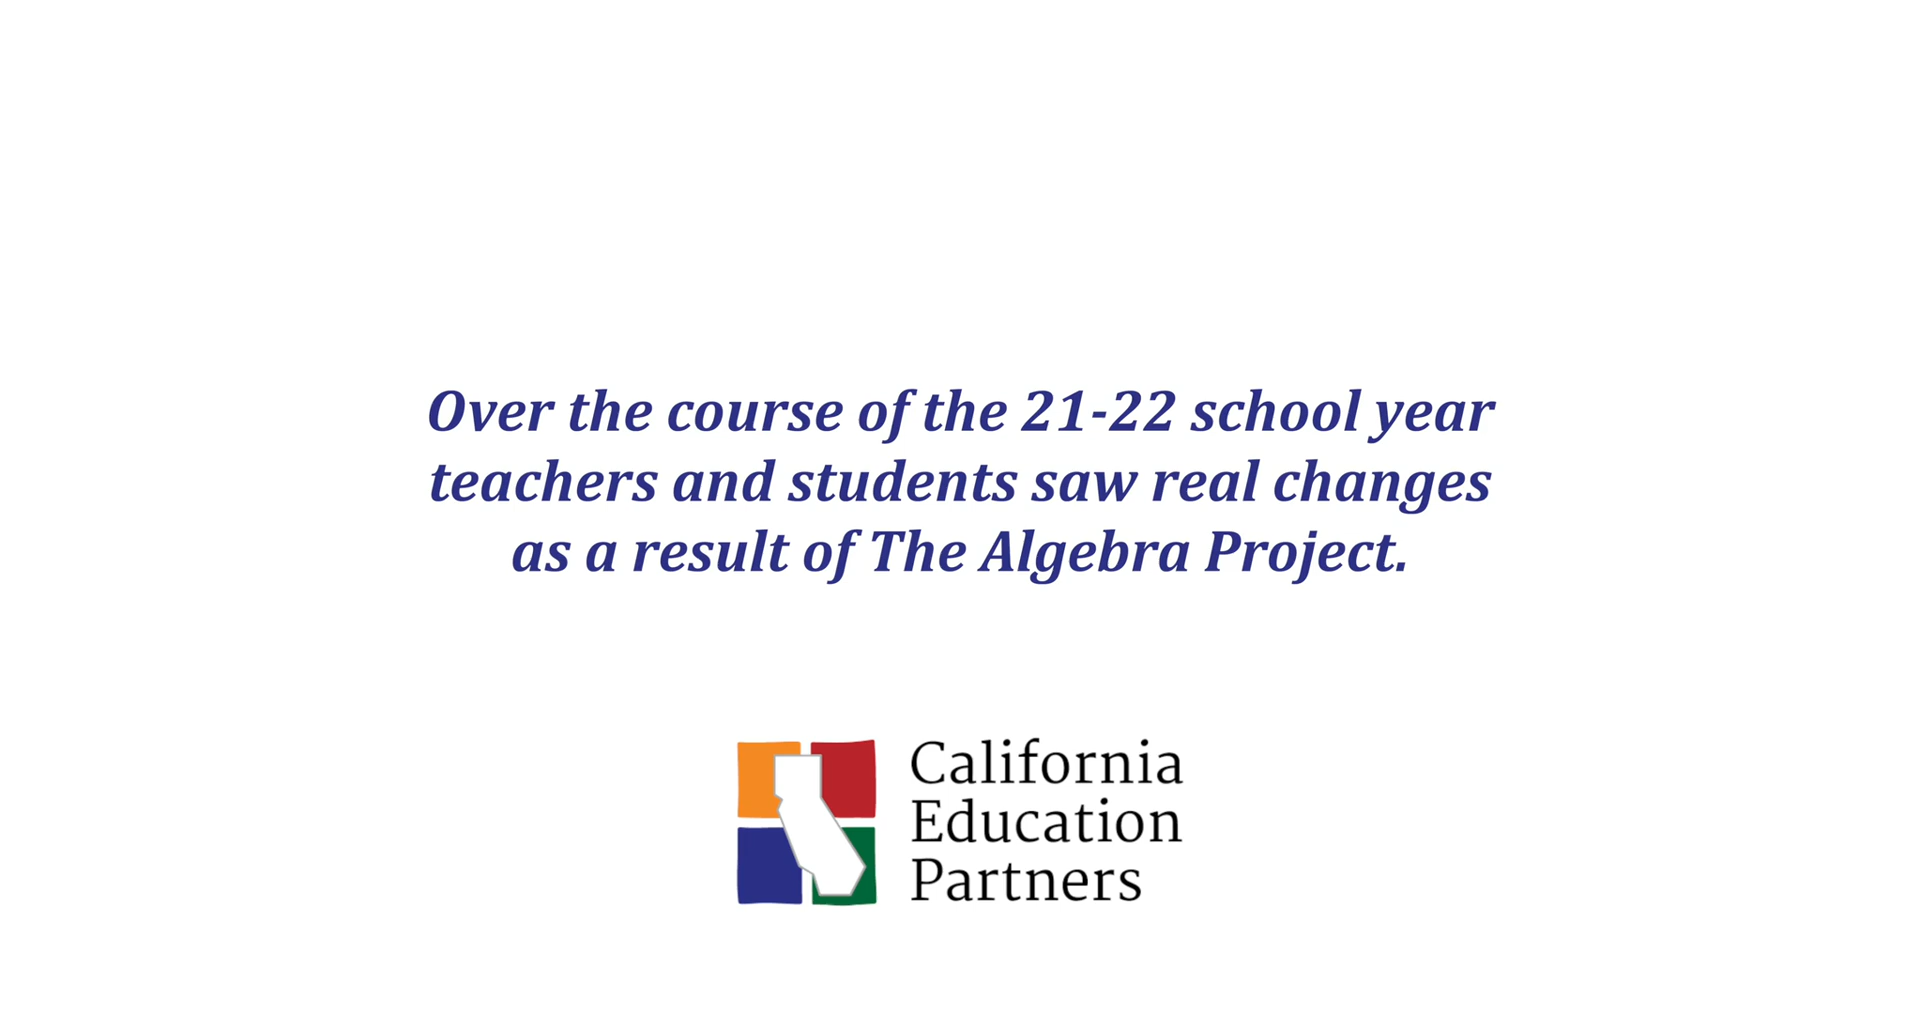 Over the course of the 21-22 school year
teachers and students saw real changes
as a result of The Algebra Project.
California
Education
Partners